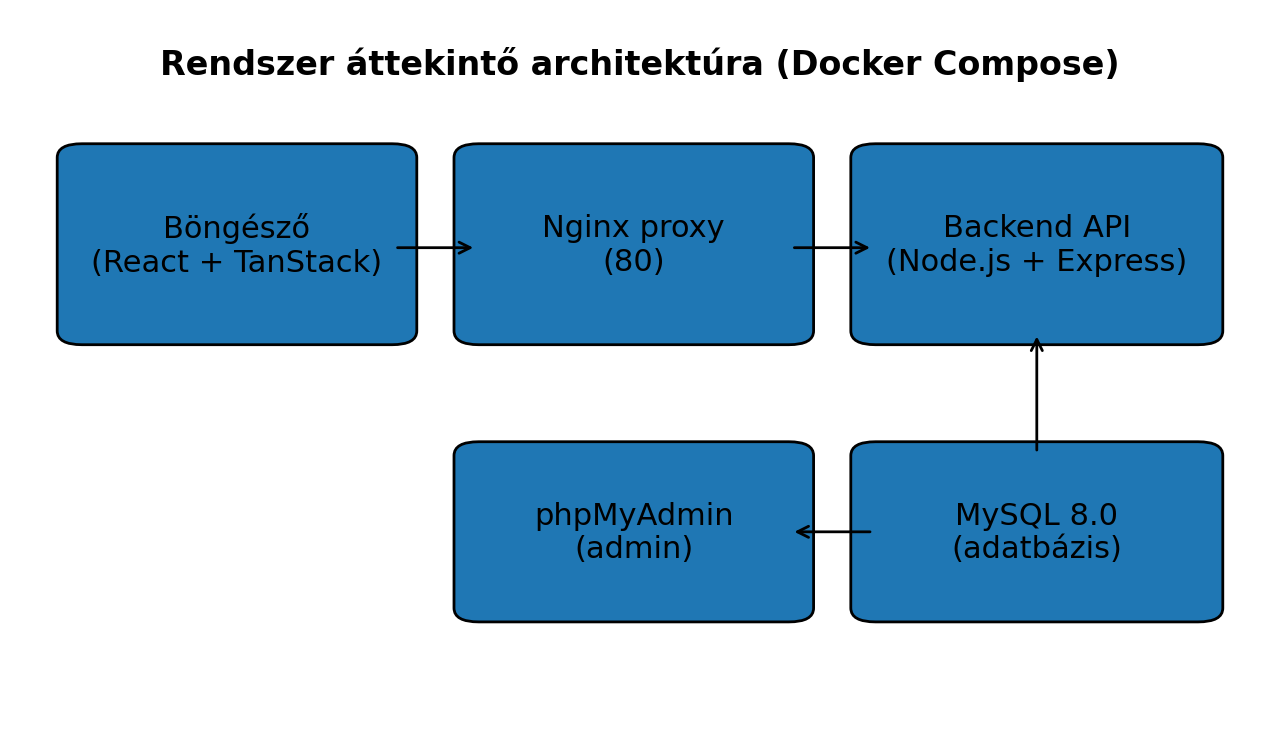 Rendszer áttekintő architektúra (Docker Compose)
Böngésző
(React + TanStack)
Nginx proxy
(80)
Backend API
(Node.js + Express)
phpMyAdmin
(admin)
MySQL 8.0
(adatbázis)